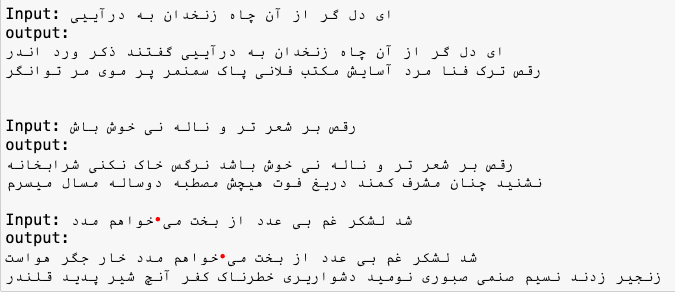 Input: ای دل گر از آن چاه زنخدان به درآییی
output:
ای دل گر از آن چاه زنخدان به درآییی گفتند ذکر ورد اندر
رقص ترک فنا مرد آسایش مکتب فلانی پاک سمنمر پر موی مر توانگر
Input: رقص بر شعر تر و ناله نی خوش باش
output:
رقص بر شعر تر و ناله نی خوش باشد نرگس خاک نکنی شرابخانه
نشنید چنان مشرف کمند دریغ فوت هیچش مصطبه دوساله مسال میسرم
Input: شد لشکر غم بی عدد از بخت می•خواهم مدد
output:
شد لشکر غم بی عدد از بخت می•خواهم مدد خار جگر هواست
زنجیر زدند نسیم صنمی صبوری نومید دشواریری خطرناک کفر آنچ شیر پدید قلندر